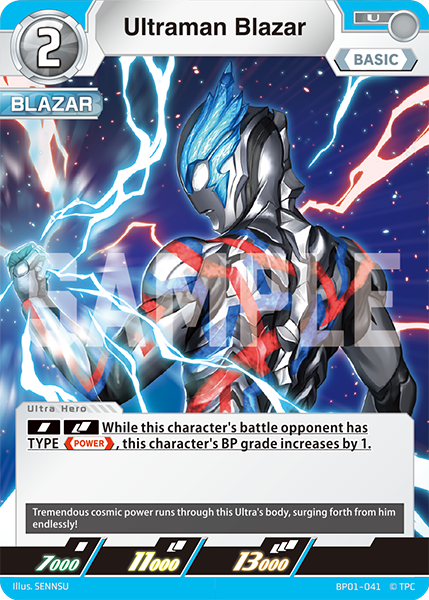 Ultraman Blazar
2
U
BASIC
BLAZAR
SAMPLE
Ultra Hero
While this character's battle opponent has
TYPE POWER, this character's BP grade increases by 1.
Tremendous cosmic power runs through this Ultra's body, surging forth from him
endlessly!
7000 11000 13000
Illus. SENNSU BP01-041 © TPC